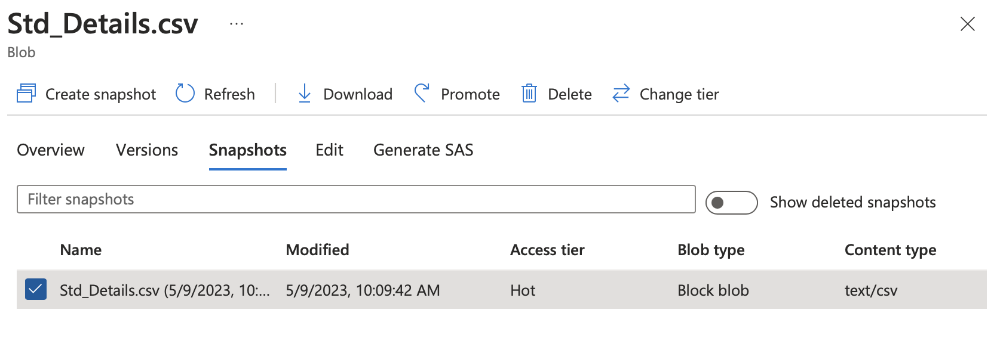 Std_Details.csv ...
Blob
Create snapshot Refresh Download Promote Delete Change tier
Overview Versions Snapshots Edit Generate SAS
Filter snapshots Show deleted snapshots
Name Modified Access tier Blob type Content type
Std_Details.csv (5/9/2023, 10:... 5/9/2023, 10:09:42 AM Hot Block blob text/csv